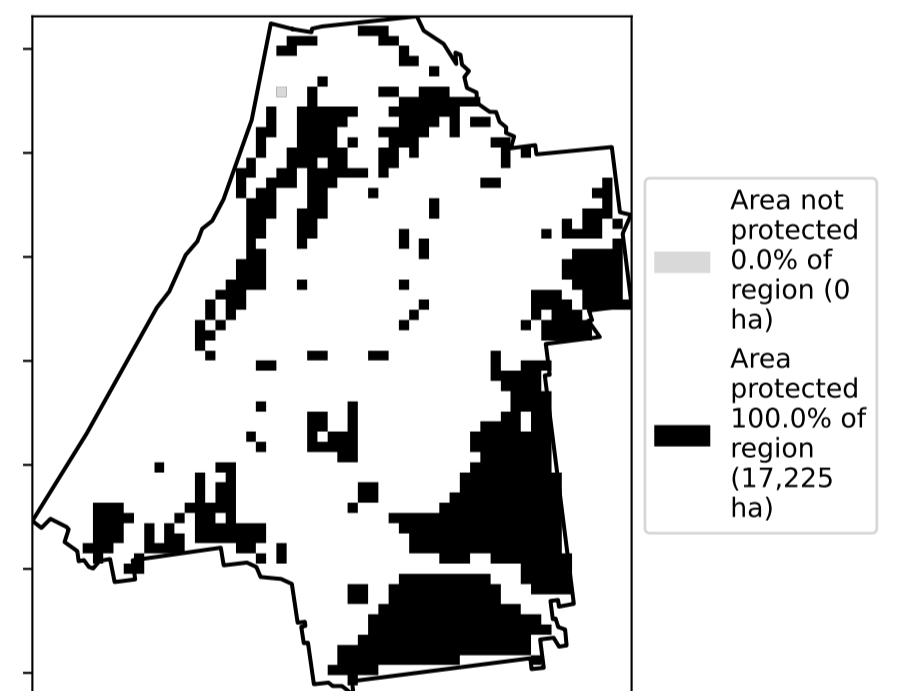 Area not
protected
0.0% of
region (0
ha)
Area
protected
100.0% of
region
(17,225
ha)